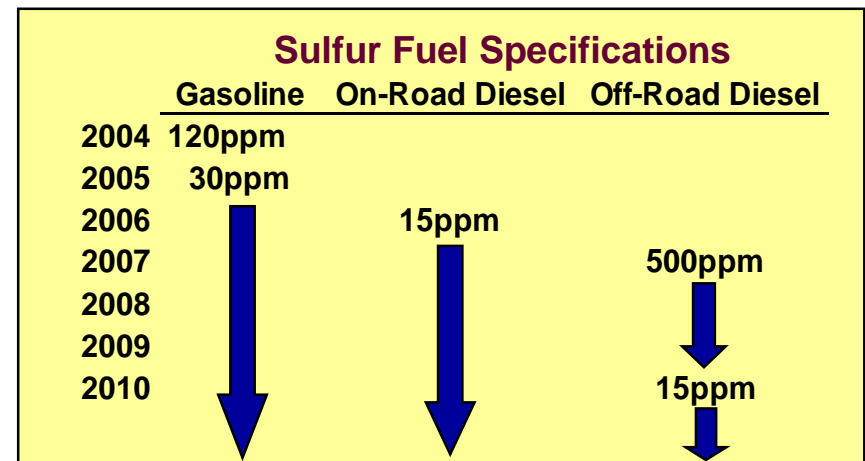 Sulfur Fuel Specifications
Gasoline On-Road Diesel Off-Road Diesel
2004 120ppm
2005 30ppm
2006 15ppm
2007 500ppm
2008
2009
2010 15ppm